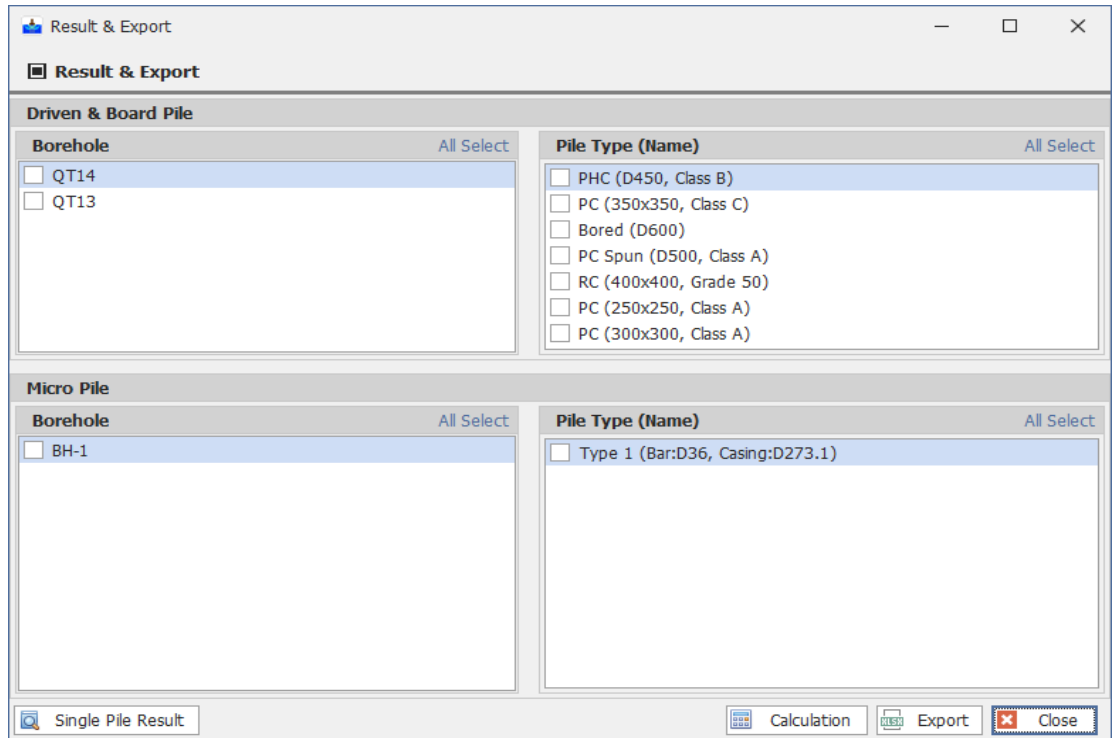 Result & Export
Result & Export
Driven & Board Pile
Borehole All Select
QT14
QT13
Pile Type (Name) All Select
PHC (D450, Class B)
PC (350x350, Class C)
Bored (D600)
PC Spun (D500, Class A)
RC (400x400, Grade 50)
PC (250x250, Class A)
PC (300x300, Class A)
Micro Pile
Borehole All Select
BH-1
Pile Type (Name) All Select
Type 1 (Bar:D36, Casing:D273.1)
Single Pile Result
Calculation
XLSX Export
Close